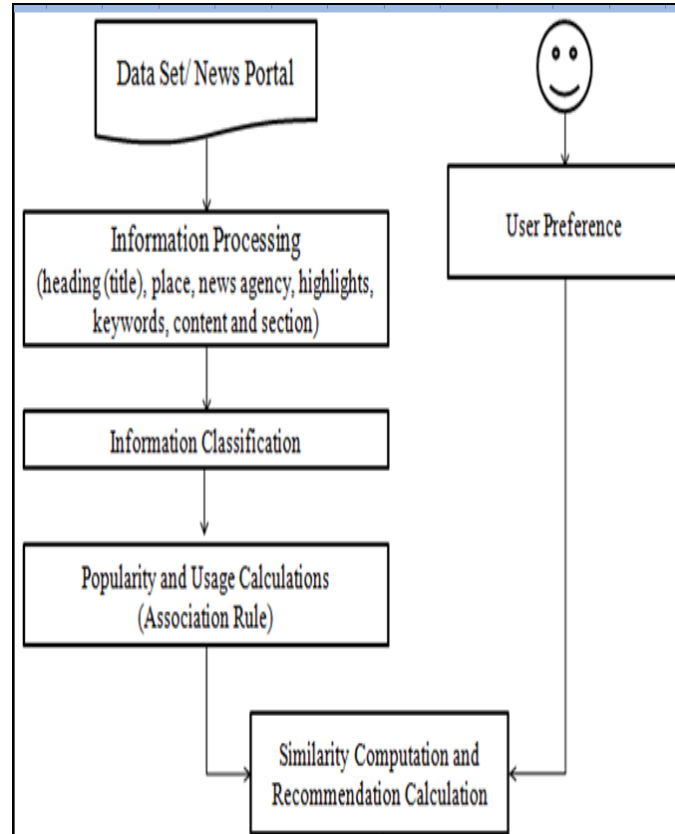 Data Set/ News Portal
Information Processing
(heading (title), place, news agency, highlights,
keywords, content and section)
Information Classification
Popularity and Usage Calculations
(Association Rule)
User Preference
Similarity Computation and
Recommendation Calculation